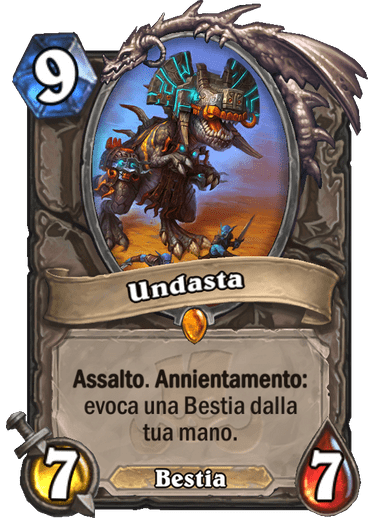 9
Undasta
Assalto. Annientamento:
evoca una Bestia dalla
tua mano.
7
Bestia
7